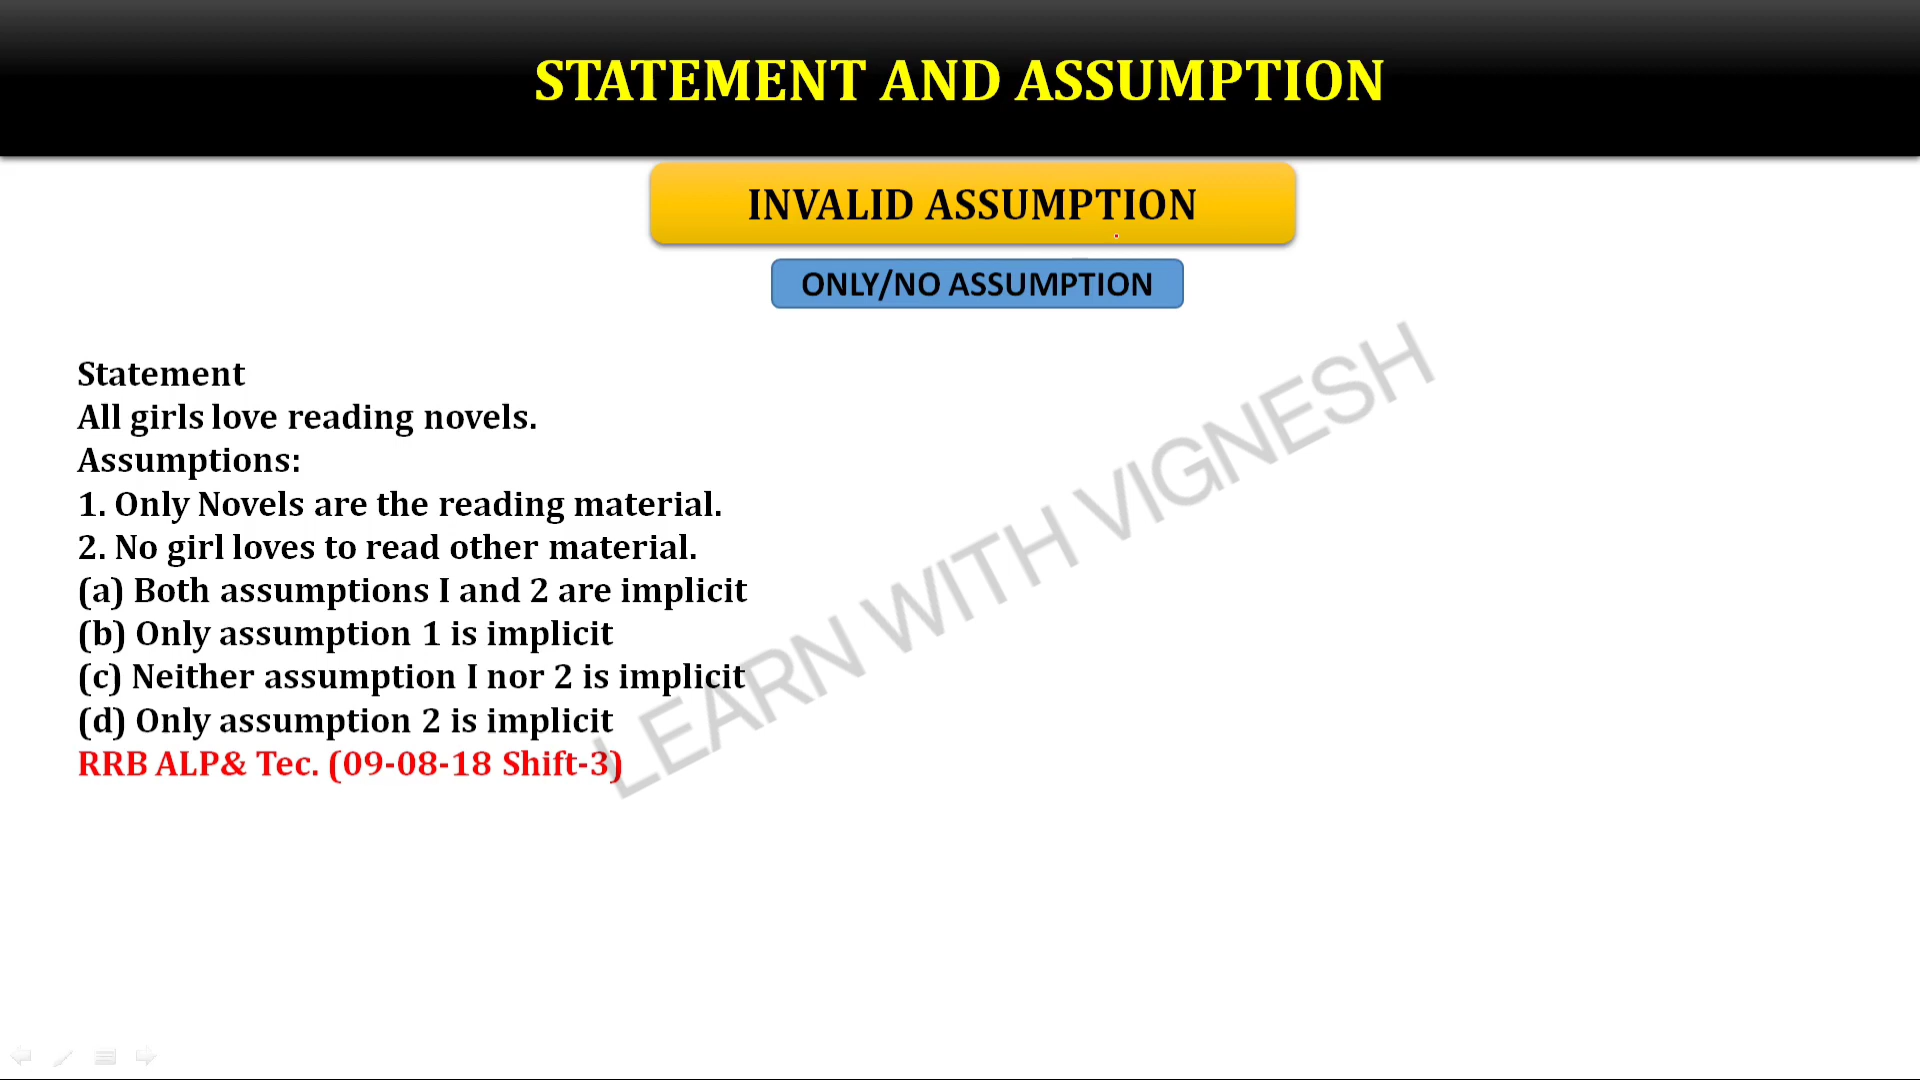 STATEMENT AND ASSUMPTION
INVALID ASSUMPTION
ONLY/NO ASSUMPTION
Statement
All girls love reading novels.
Assumptions:
1. Only Novels are the reading material.
2. No girl loves to read other material.
(a) Both assumptions I and 2 are implicit
(b) Only assumption 1 is implicit
(c) Neither assumption I nor 2 is implicit
(d) Only assumption 2 is implicit
RRB ALP& Tec. (09-08-18 Shift-3)
LEARN WITH VIGNESH